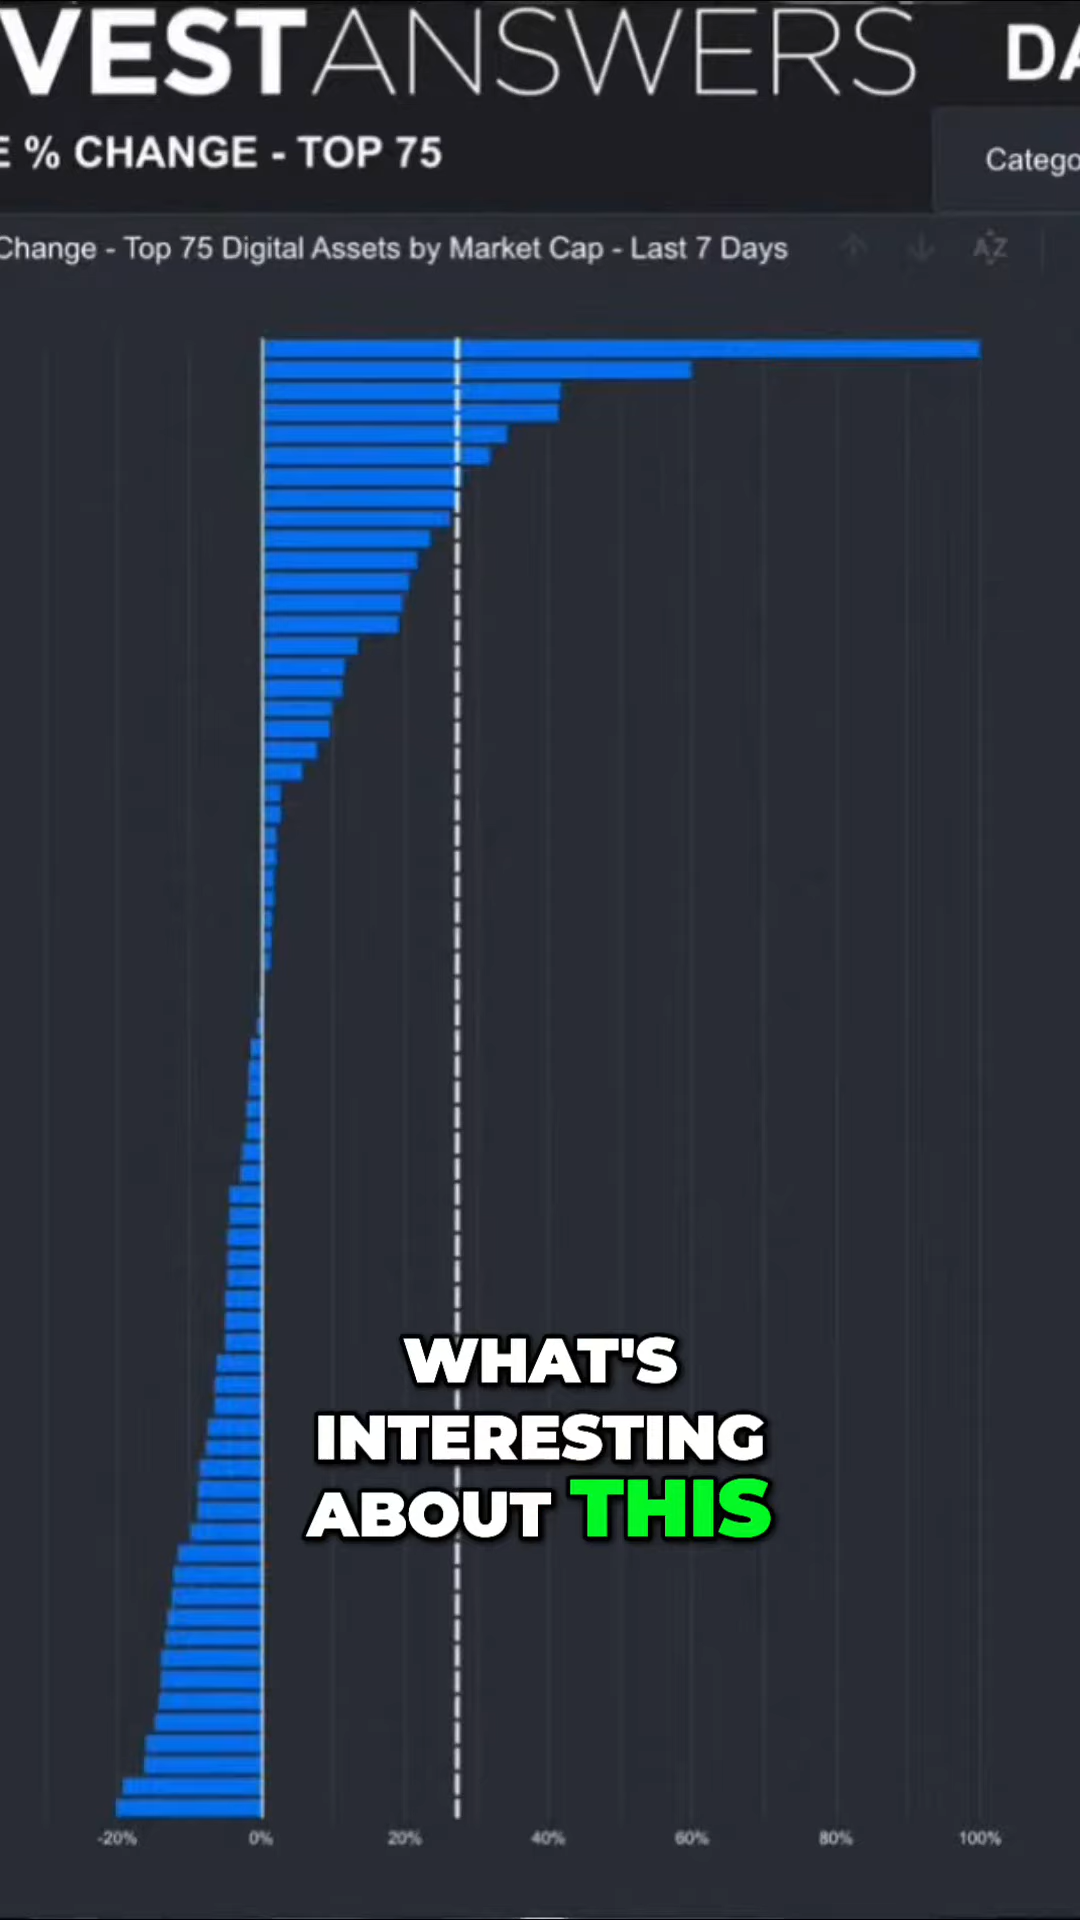 VESTANSWERS DA
E % CHANGE - TOP 75
Catego
Change - Top 75 Digital Assets by Market Cap - Last 7 Days
AZ
WHAT'S
INTERESTING
ABOUT THIS
-20% 0% 20% 40% 60% 80% 100%